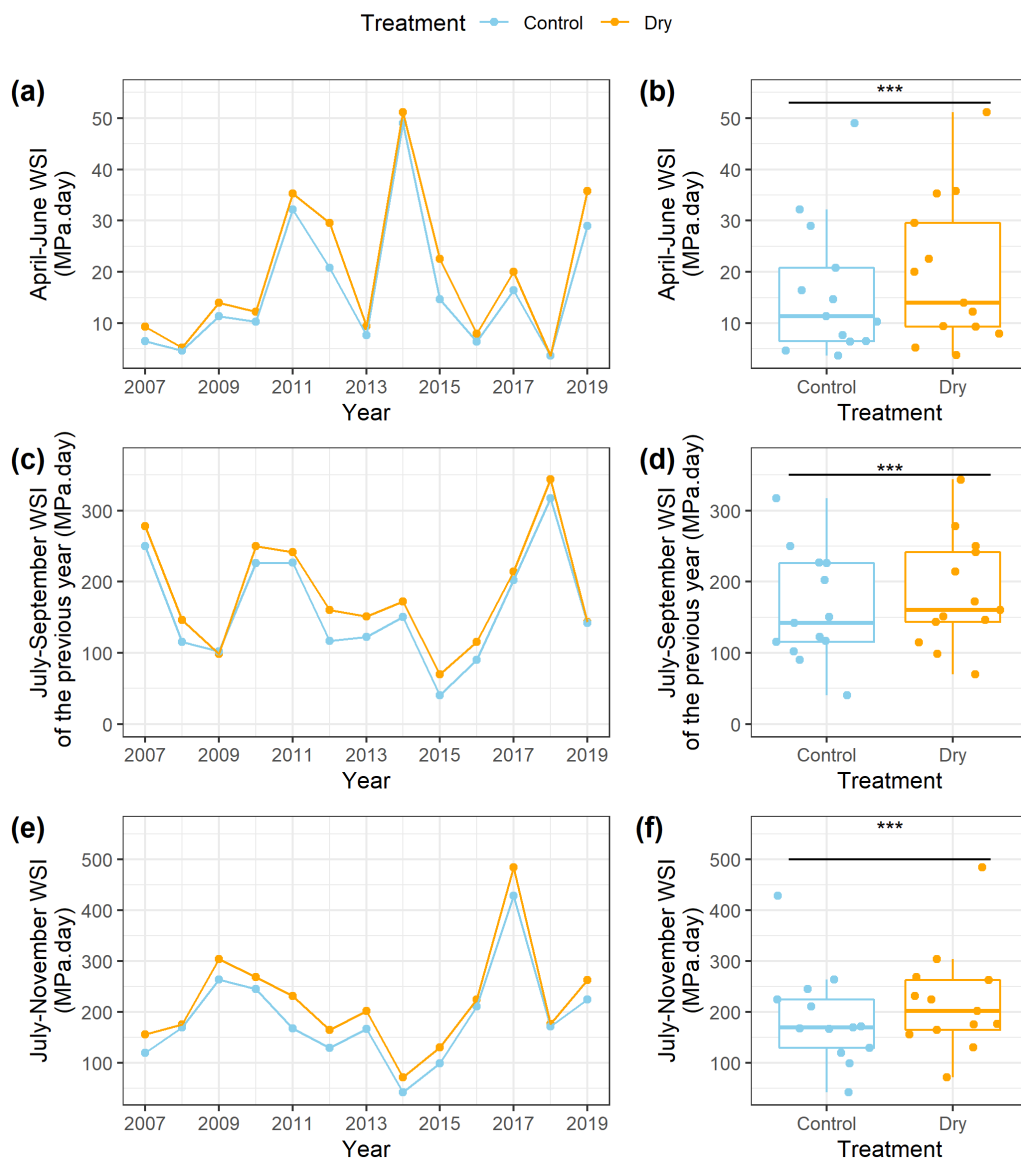 Treatment Control Dry
(a)
April-June WSI
(MPa.day)
50
40
30
20
10
2007 2009 2011 2013 2015 2017 2019
Year
(b)
***
April-June WSI
(MPa.day)
50
40
30
20
10
Control Dry
Treatment
(c)
July-September WSI
of the previous year (MPa.day)
300
200
100
0
2007 2009 2011 2013 2015 2017 2019
Year
(d)
***
July-September WSI
of the previous year (MPa.day)
300
200
100
0
Control Dry
Treatment
(e)
July-November WSI
(MPa.day)
500
400
300
200
100
2007 2009 2011 2013 2015 2017 2019
Year
(f)
***
July-November WSI
(MPa.day)
500
400
300
200
100
Control Dry
Treatment